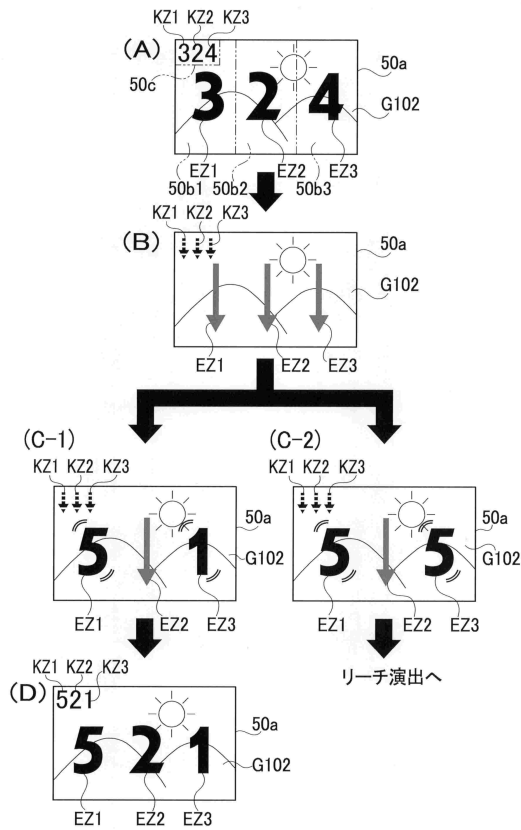 (A)
KZ1 KZ2 KZ3
324
50c
3 2 4
50a
G102
EZ1 EZ2 EZ3
50b1 50b2 50b3
(B)
KZ1 KZ2 KZ3
50a
G102
EZ1 EZ2 EZ3
(C-1)
KZ1 KZ2 KZ3
50a
5 1
G102
EZ1 EZ2 EZ3
(C-2)
KZ1 KZ2 KZ3
50a
5 5
G102
EZ1 EZ2 EZ3
リーチ演出へ
(D)
KZ1 KZ2 KZ3
521
50a
5 2 1
G102
EZ1 EZ2 EZ3